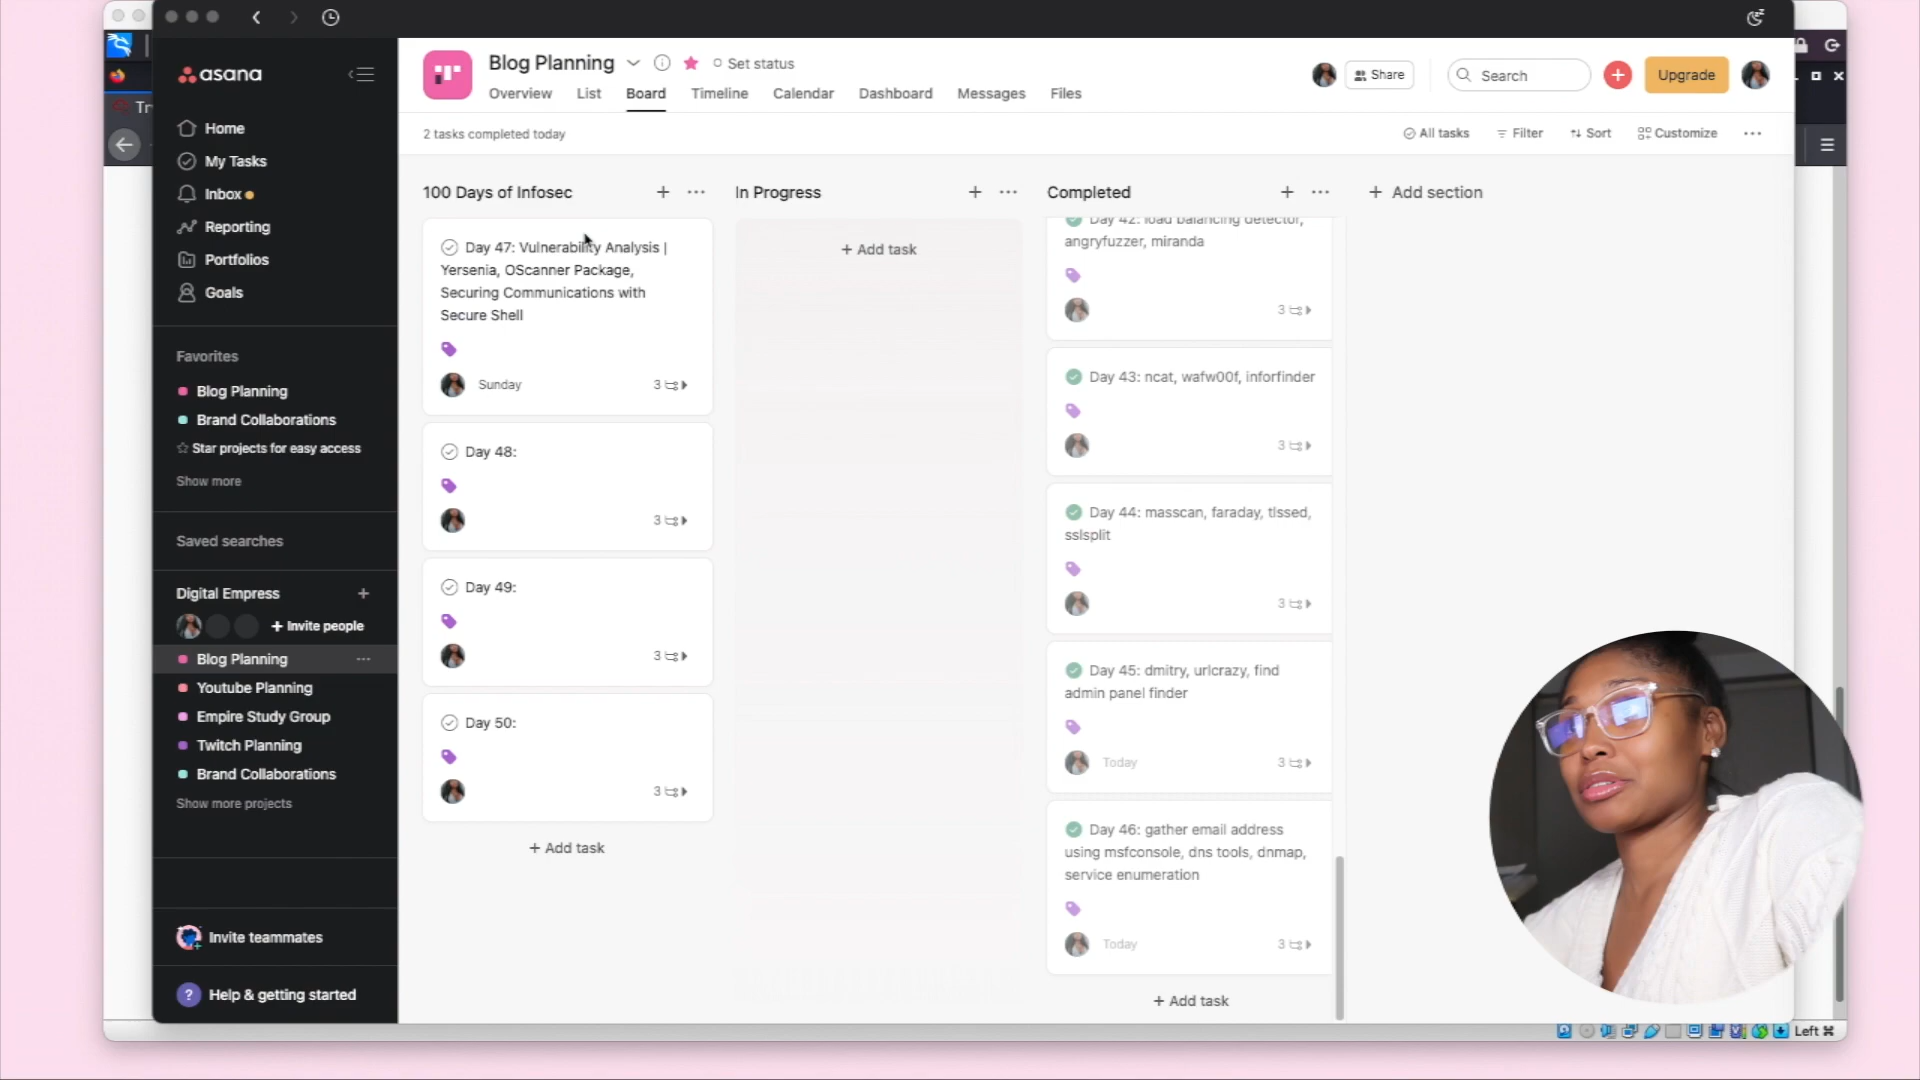 asana
Home
My Tasks
Inbox
Reporting
Portfolios
Goals
Favorites
Blog Planning
Brand Collaborations
Star projects for easy access
Show more
Saved searches
Digital Empress
+ Invite people
Blog Planning
Youtube Planning
Empire Study Group
Twitch Planning
Brand Collaborations
Show more projects
Invite teammates
? Help & getting started
Blog Planning
Set status
Share
Search
Upgrade
Overview List Board Timeline Calendar Dashboard Messages Files
2 tasks completed today
All tasks Filter Sort Customize
100 Days of Infosec
Day 47: Vulnerability Analysis |
Yersenia, OScanner Package,
Securing Communications with
Secure Shell
Sunday 3
Day 48:
3
Day 49:
3
Day 50:
3
+ Add task
In Progress
+ Add task
Completed
Day 42: load balancing detector,
angryfuzzer, miranda
3
Day 43: ncat, wafw00f, inforfinder
3
Day 44: masscan, faraday, tlssed,
sslsplit
3
Day 45: dmitry, urlcrazy, find
admin panel finder
Today 3
Day 46: gather email address
using msfconsole, dns tools, dnmap,
service enumeration
Today 3
+ Add task
+ Add section
Tr
Left ⌘